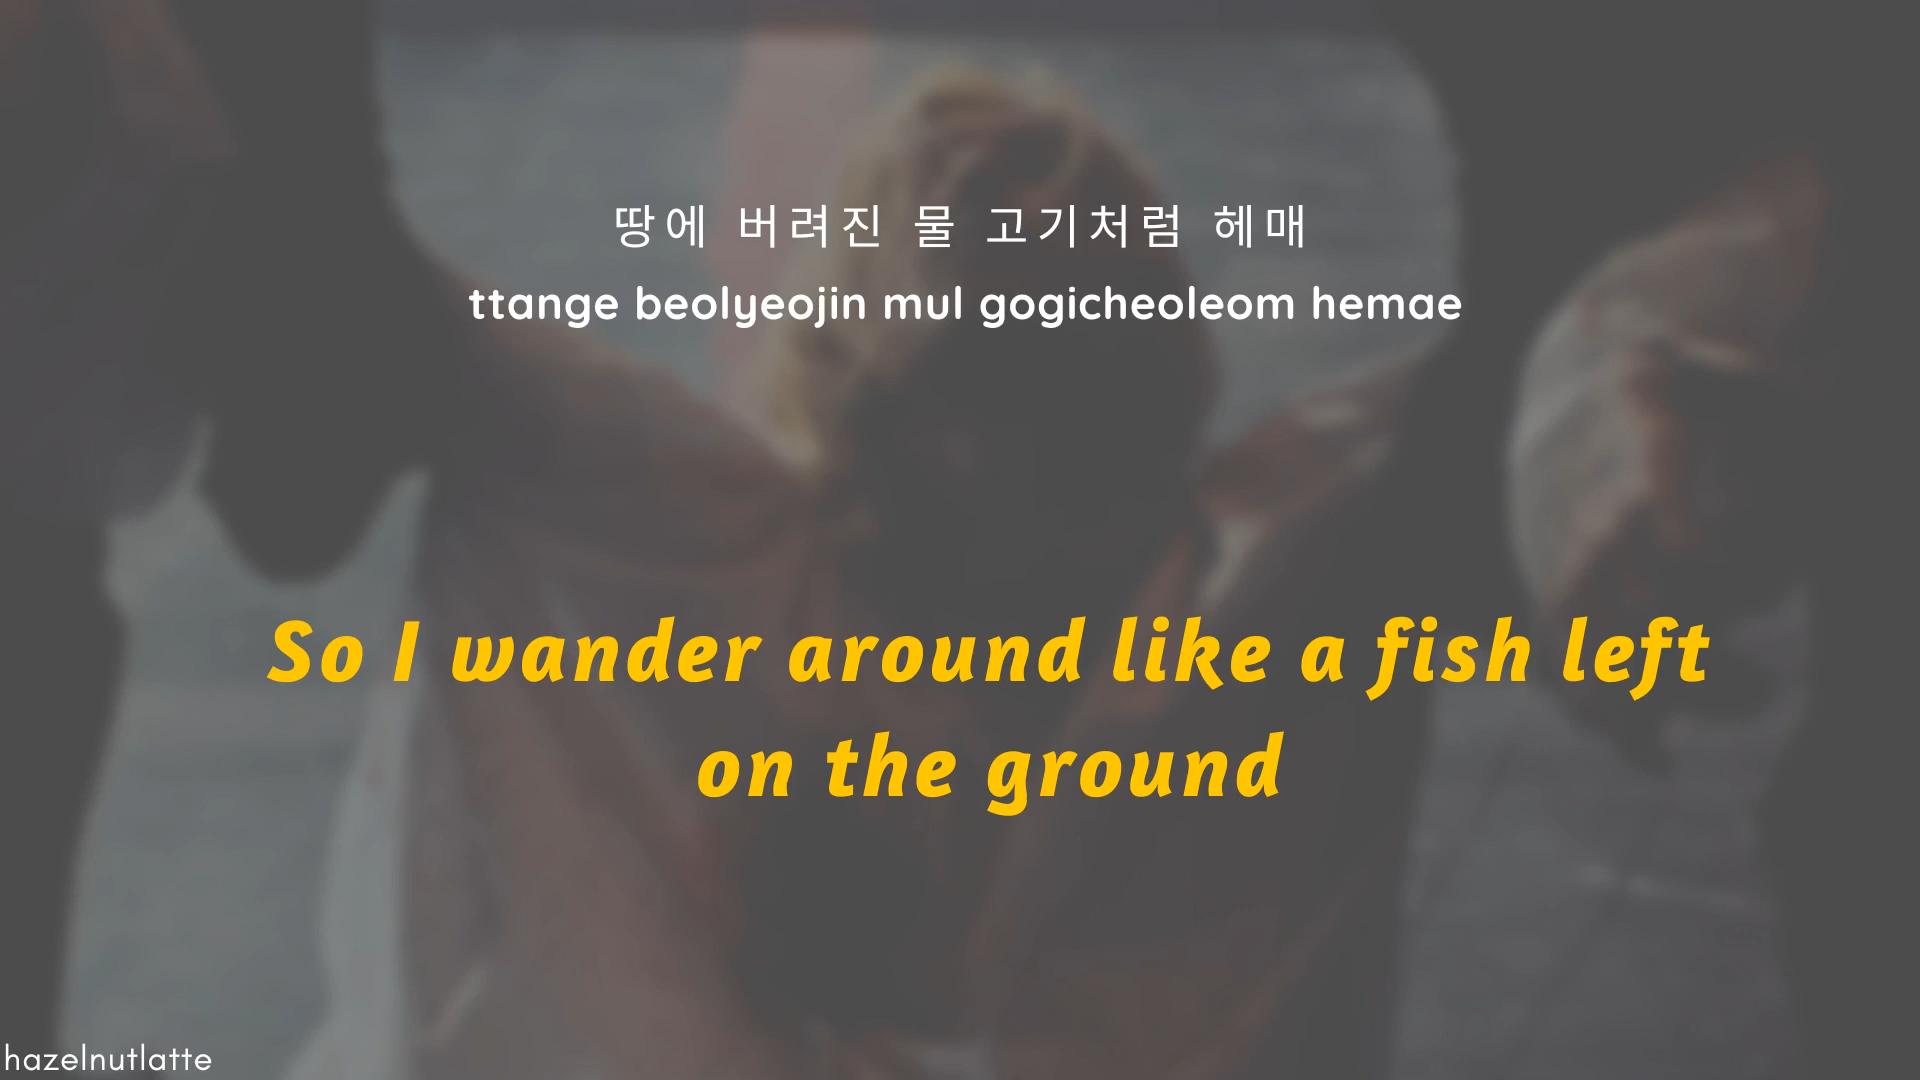 땅에 버려진 물 고기처럼 헤매
ttange beolyeojin mul gogicheoleom hemae
So I wander around like a fish left
on the ground
hazelnutlatte